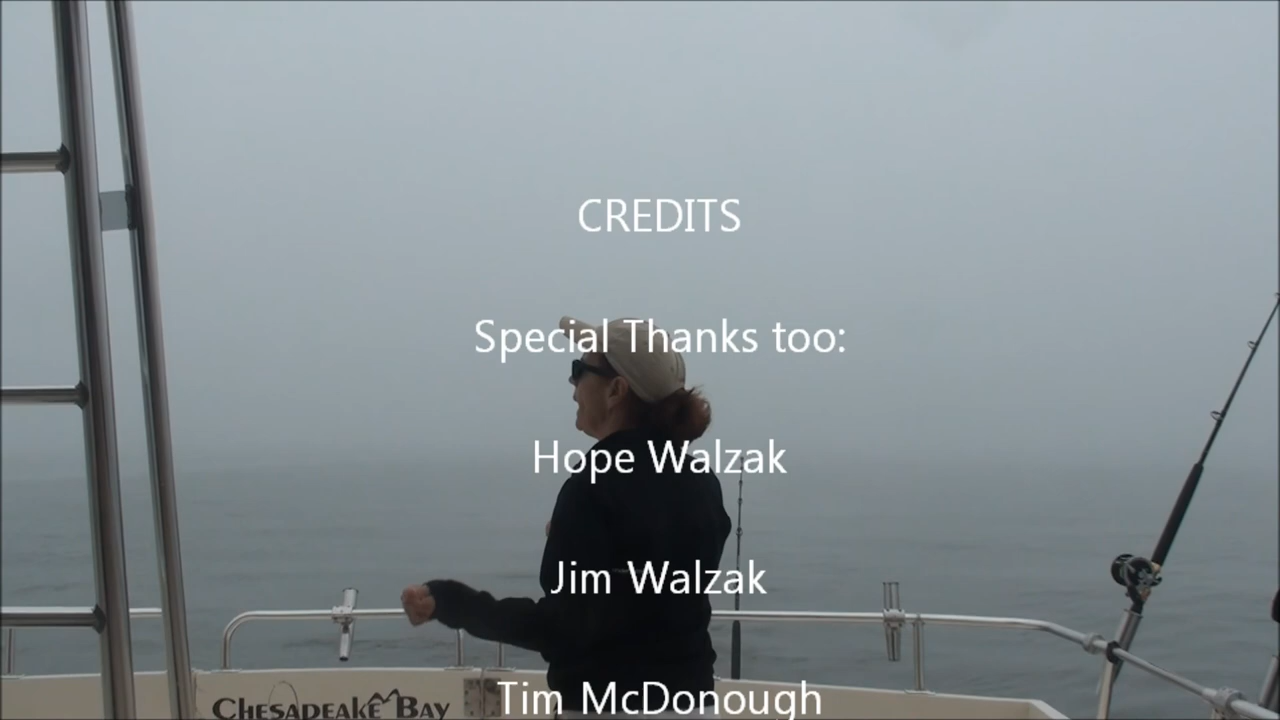 CREDITS
Special Thanks too:
Hope Walzak
Jim Walzak
Tim McDonough
CHESAPEAKE BAY